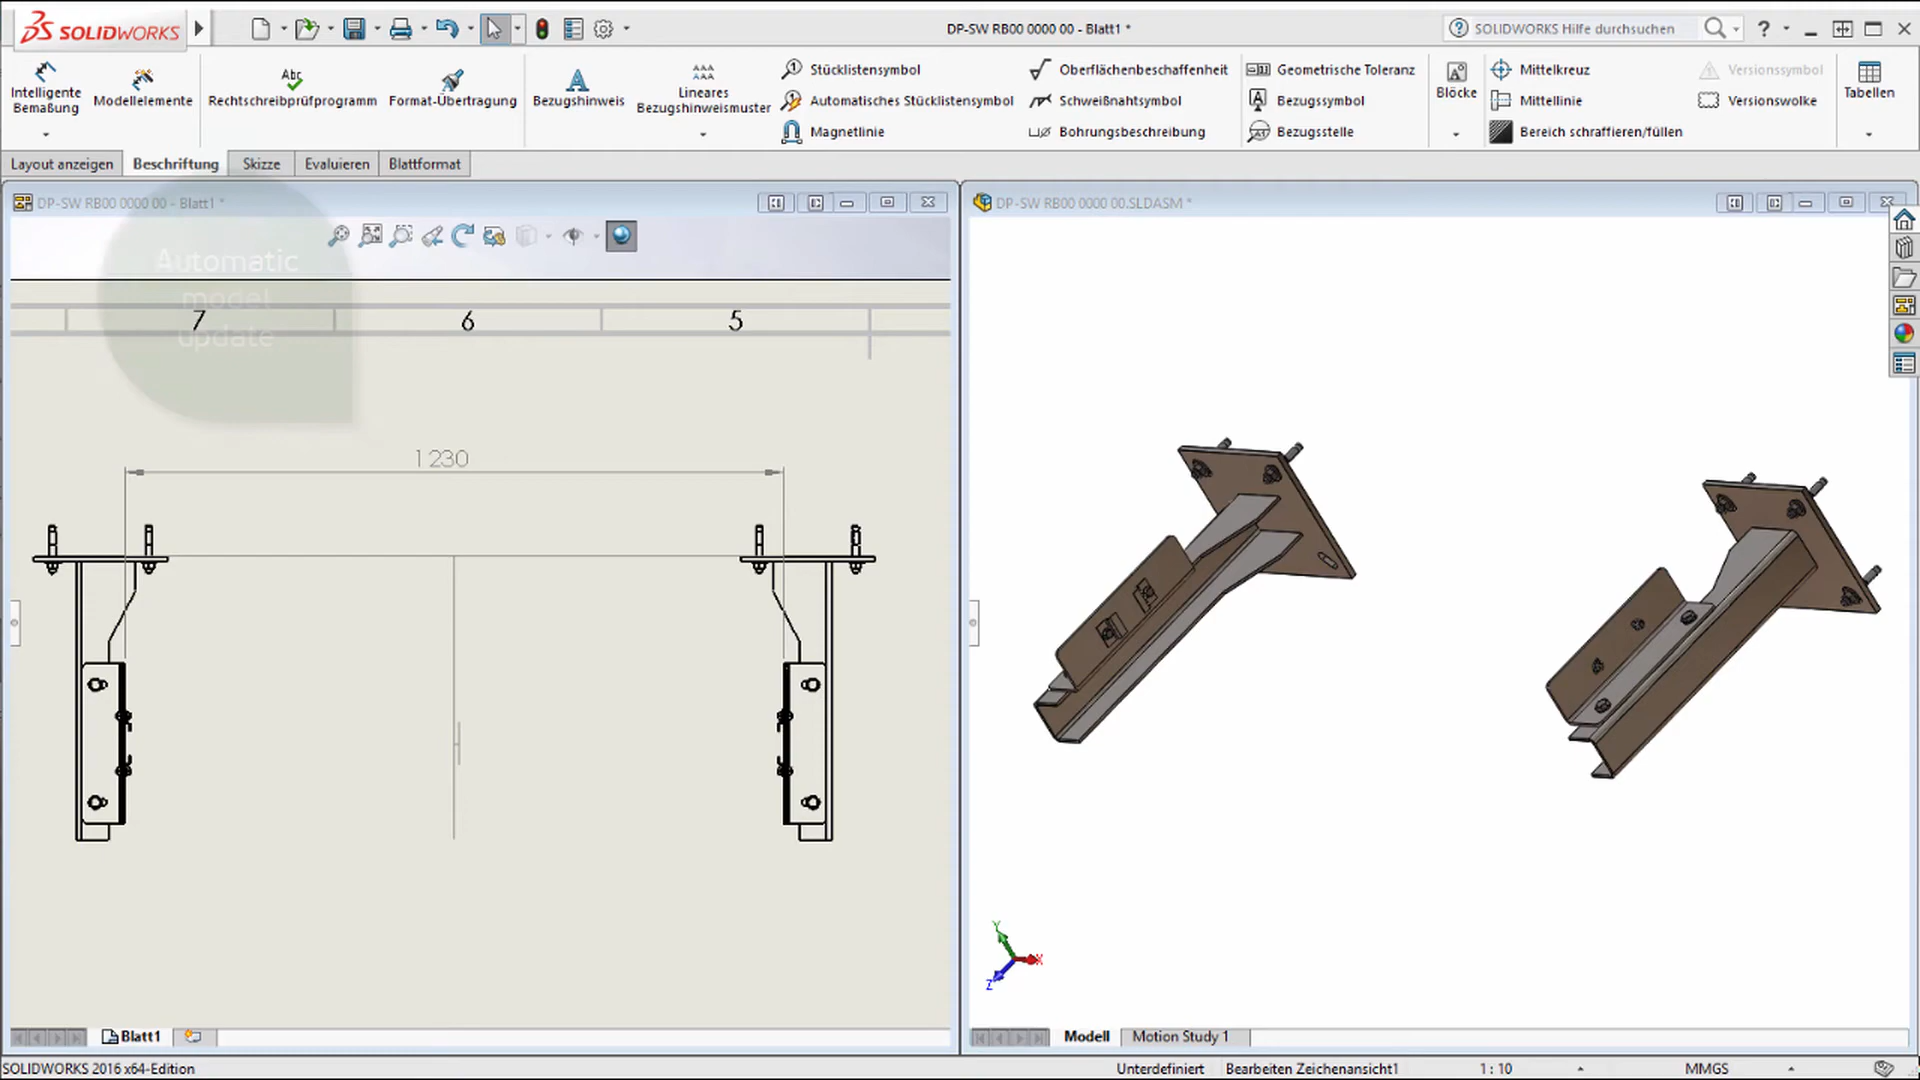 SOLIDWORKS
DP-SW RB00 0000 00 - Blatt1 *
SOLIDWORKS Hilfe durchsuchen
Intelligente
Bemaßung
Modellelemente
Abc
Rechtschreibprüfprogramm
Format-Übertragung
Bezugshinweis
Lineares
Bezugshinweismuster
Stücklistensymbol
Automatisches Stücklistensymbol
Magnetlinie
Oberflächenbeschaffenheit
Schweißnahtsymbol
Bohrungsbeschreibung
Geometrische Toleranz
Bezugssymbol
Bezugsstelle
Blöcke
Mittelkreuz
Mittellinie
Bereich schraffieren/füllen
Versionssymbol
Versionswolke
Tabellen
Layout anzeigen
Beschriftung
Skizze
Evaluieren
Blattformat
DP-SW RB00 0000 00 - Blatt1 *
DP-SW RB00 0000 00.SLDASM *
Automatic
model
update
7
6
5
1230
Y
X
Z
Blatt1
Modell
Motion Study 1
SOLIDWORKS 2016 x64-Edition
Unterdefiniert
Bearbeiten Zeichenansicht1
1 : 10
MMGS